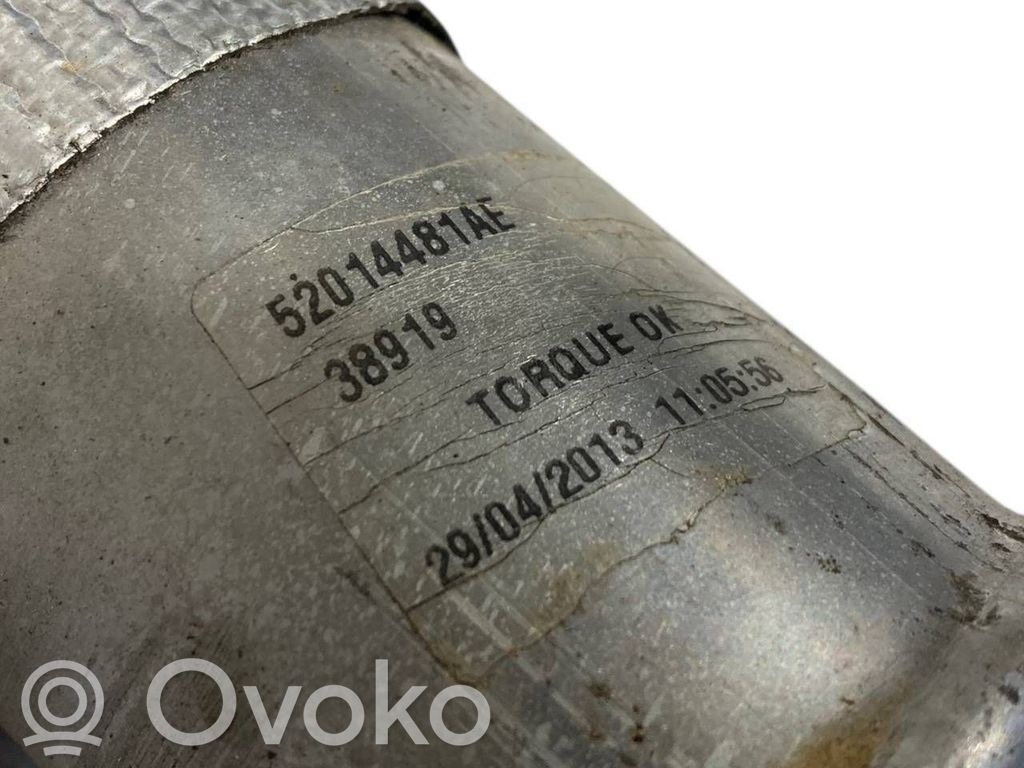 52014481AE
38919
TORQUE OK
29/04/2013 11:05:56
Ovoko